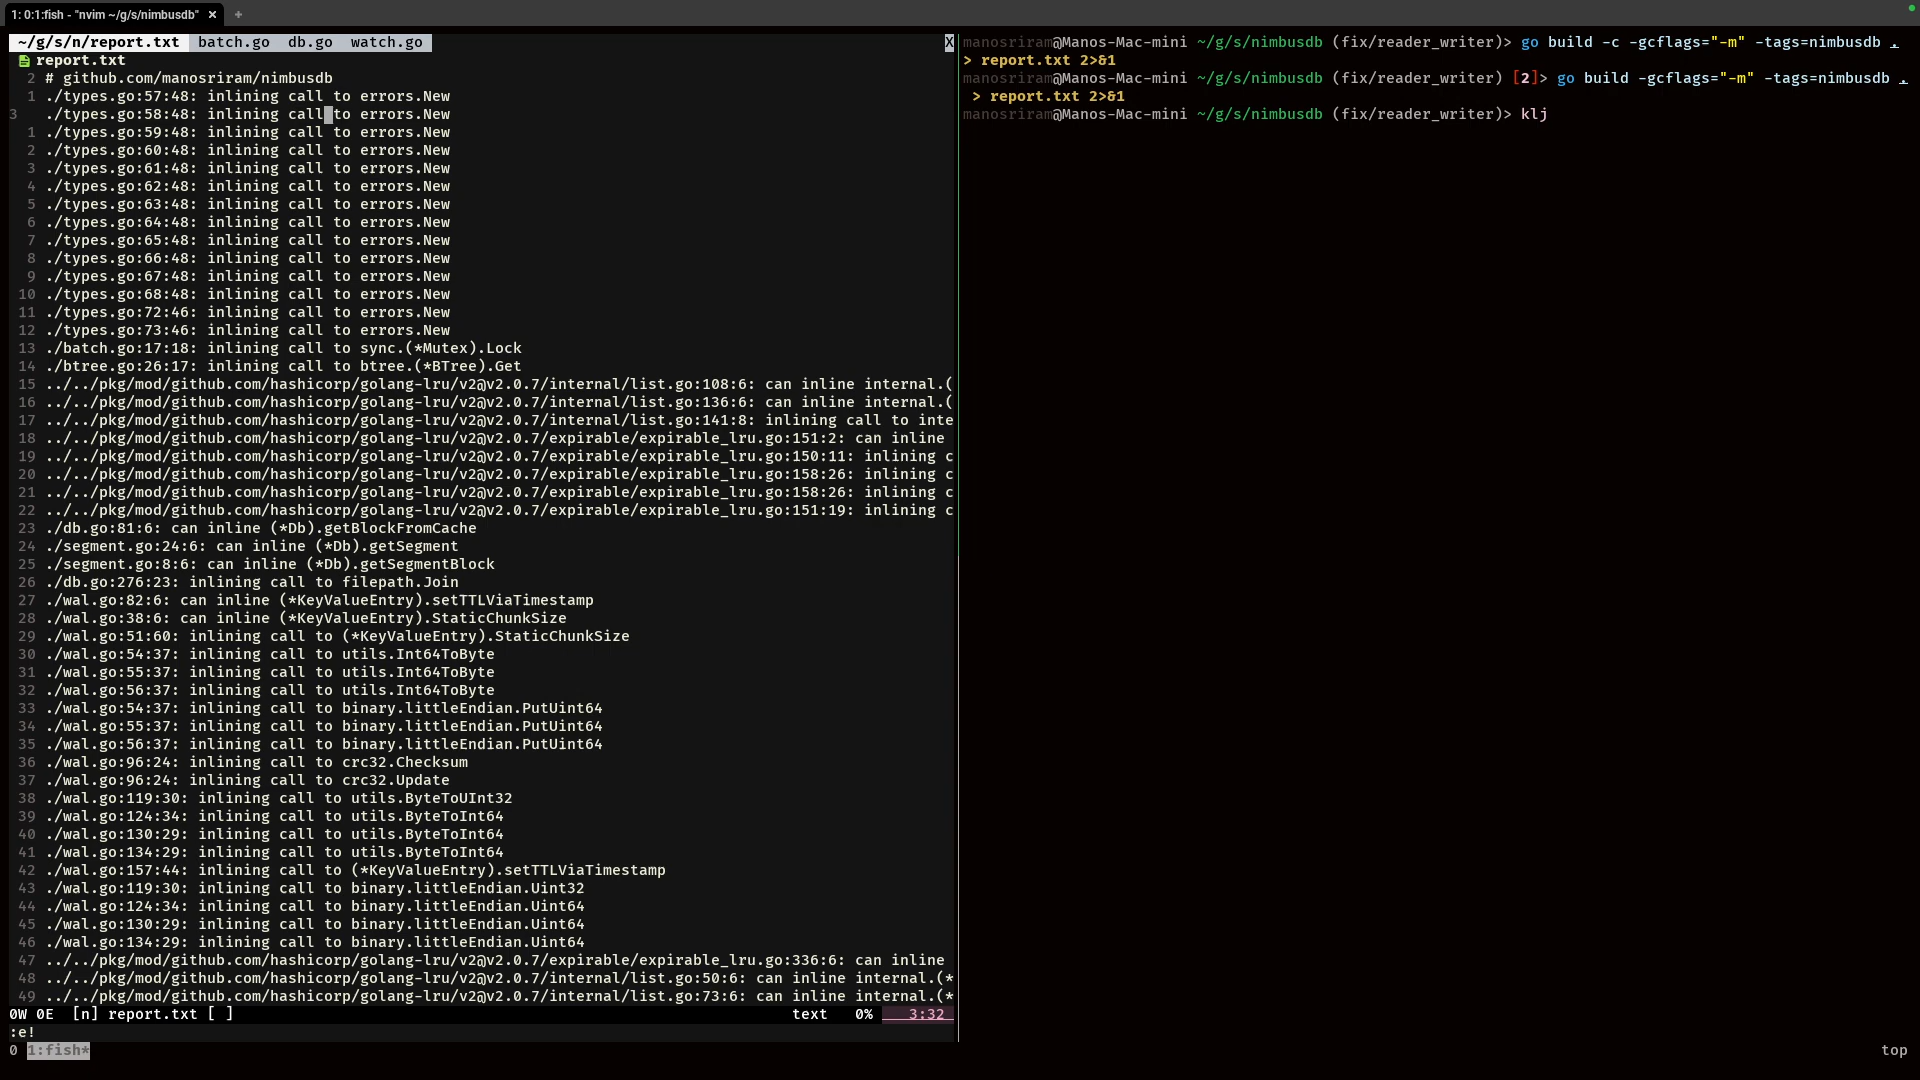 1: 0:1:fish - "nvim ~/g/s/nimbusdb" × +
~/g/s/n/report.txt batch.go db.go watch.go X
report.txt
2 # github.com/manosriram/nimbusdb
1 ./types.go:57:48: inlining call to errors.New
3 ./types.go:58:48: inlining call to errors.New
1 ./types.go:59:48: inlining call to errors.New
2 ./types.go:60:48: inlining call to errors.New
3 ./types.go:61:48: inlining call to errors.New
4 ./types.go:62:48: inlining call to errors.New
5 ./types.go:63:48: inlining call to errors.New
6 ./types.go:64:48: inlining call to errors.New
7 ./types.go:65:48: inlining call to errors.New
8 ./types.go:66:48: inlining call to errors.New
9 ./types.go:67:48: inlining call to errors.New
10 ./types.go:68:48: inlining call to errors.New
11 ./types.go:72:46: inlining call to errors.New
12 ./types.go:73:46: inlining call to errors.New
13 ./batch.go:17:18: inlining call to sync.(*Mutex).Lock
14 ./btree.go:26:17: inlining call to btree.(*BTree).Get
15 ../../pkg/mod/github.com/hashicorp/golang-lru/v2@v2.0.7/internal/list.go:108:6: can inline internal.(
16 ../../pkg/mod/github.com/hashicorp/golang-lru/v2@v2.0.7/internal/list.go:136:6: can inline internal.(
17 ../../pkg/mod/github.com/hashicorp/golang-lru/v2@v2.0.7/internal/list.go:141:8: inlining call to inte
18 ../../pkg/mod/github.com/hashicorp/golang-lru/v2@v2.0.7/expirable/expirable_lru.go:151:2: can inline
19 ../../pkg/mod/github.com/hashicorp/golang-lru/v2@v2.0.7/expirable/expirable_lru.go:150:11: inlining c
20 ../../pkg/mod/github.com/hashicorp/golang-lru/v2@v2.0.7/expirable/expirable_lru.go:158:26: inlining c
21 ../../pkg/mod/github.com/hashicorp/golang-lru/v2@v2.0.7/expirable/expirable_lru.go:158:26: inlining c
22 ../../pkg/mod/github.com/hashicorp/golang-lru/v2@v2.0.7/expirable/expirable_lru.go:151:19: inlining c
23 ./db.go:81:6: can inline (*Db).getBlockFromCache
24 ./segment.go:24:6: can inline (*Db).getSegment
25 ./segment.go:8:6: can inline (*Db).getSegmentBlock
26 ./db.go:276:23: inlining call to filepath.Join
27 ./wal.go:82:6: can inline (*KeyValueEntry).setTTLViaTimestamp
28 ./wal.go:38:6: can inline (*KeyValueEntry).StaticChunkSize
29 ./wal.go:51:60: inlining call to (*KeyValueEntry).StaticChunkSize
30 ./wal.go:54:37: inlining call to utils.Int64ToByte
31 ./wal.go:55:37: inlining call to utils.Int64ToByte
32 ./wal.go:56:37: inlining call to utils.Int64ToByte
33 ./wal.go:54:37: inlining call to binary.littleEndian.PutUint64
34 ./wal.go:55:37: inlining call to binary.littleEndian.PutUint64
35 ./wal.go:56:37: inlining call to binary.littleEndian.PutUint64
36 ./wal.go:96:24: inlining call to crc32.Checksum
37 ./wal.go:96:24: inlining call to crc32.Update
38 ./wal.go:119:30: inlining call to utils.ByteToUInt32
39 ./wal.go:124:34: inlining call to utils.ByteToInt64
40 ./wal.go:130:29: inlining call to utils.ByteToInt64
41 ./wal.go:134:29: inlining call to utils.ByteToInt64
42 ./wal.go:157:44: inlining call to (*KeyValueEntry).setTTLViaTimestamp
43 ./wal.go:119:30: inlining call to binary.littleEndian.Uint32
44 ./wal.go:124:34: inlining call to binary.littleEndian.Uint64
45 ./wal.go:130:29: inlining call to binary.littleEndian.Uint64
46 ./wal.go:134:29: inlining call to binary.littleEndian.Uint64
47 ../../pkg/mod/github.com/hashicorp/golang-lru/v2@v2.0.7/expirable/expirable_lru.go:336:6: can inline
48 ../../pkg/mod/github.com/hashicorp/golang-lru/v2@v2.0.7/internal/list.go:50:6: can inline internal.(*
49 ../../pkg/mod/github.com/hashicorp/golang-lru/v2@v2.0.7/internal/list.go:73:6: can inline internal.(*
0W 0E [n] report.txt [ ] text 0% 3:32
:e!
manosriram@Manos-Mac-mini ~/g/s/nimbusdb (fix/reader_writer)> go build -c -gcflags="-m" -tags=nimbusdb .
> report.txt 2>&1
manosriram@Manos-Mac-mini ~/g/s/nimbusdb (fix/reader_writer) [2]> go build -gcflags="-m" -tags=nimbusdb .
> report.txt 2>&1
manosriram@Manos-Mac-mini ~/g/s/nimbusdb (fix/reader_writer)> klj
0 1:fish* top